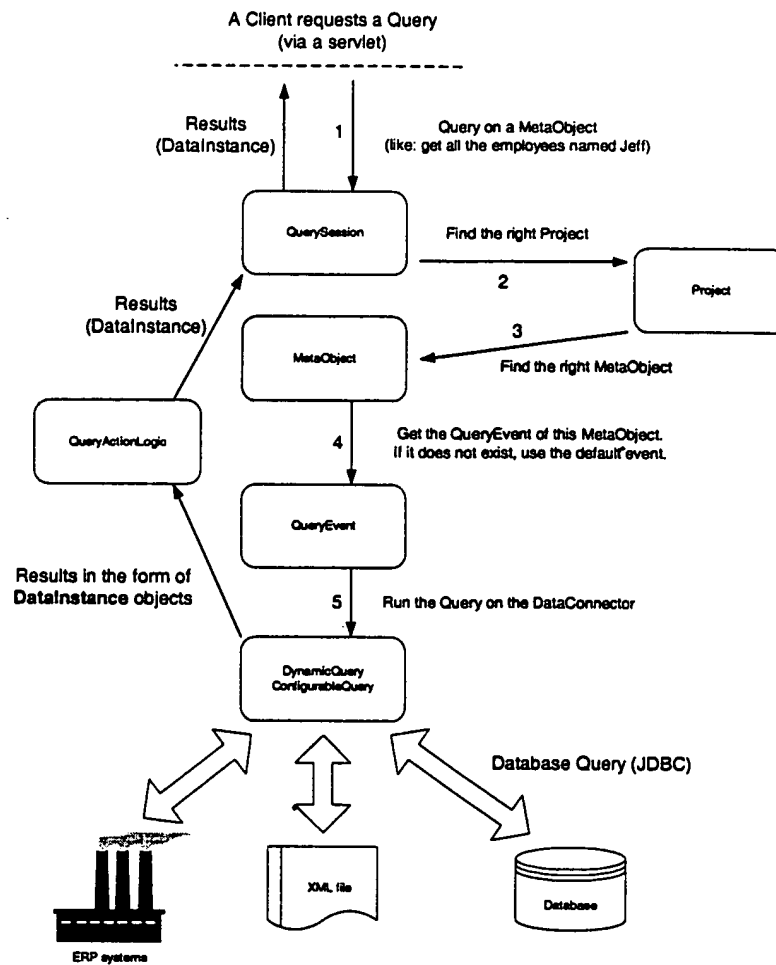 A Client requests a Query
(via a servlet)
Results
(DataInstance)
1
Query on a MetaObject
(like: get all the employees named Jeff)
QuerySession
Find the right Project
2
Project
Results
(DataInstance)
3
Find the right MetaObject
MetaObject
QueryActionLogic
4
Get the QueryEvent of this MetaObject.
If it does not exist, use the default event.
QueryEvent
Results in the form of
DataInstance objects
5
Run the Query on the DataConnector
DynamicQuery
ConfigurableQuery
Database Query (JDBC)
XML file
Database
ERP systems